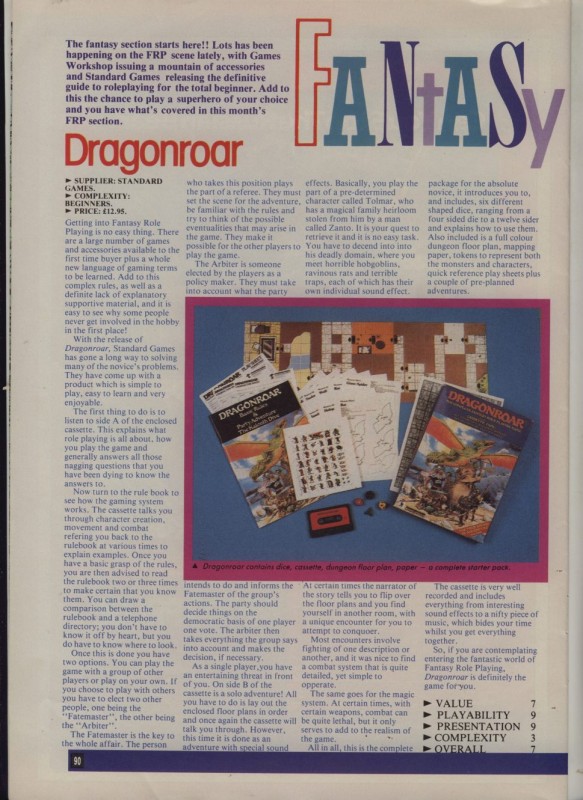 The fantasy section starts here!! Lots has been
happening on the FRP scene lately, with Games
Workshop issuing a mountain of accessories
and Standard Games releasing the definitive
guide to roleplaying for the total beginner. Add to
this the chance to play a superhero of your choice
and you have what's covered in this month's
FRP section.
FANtASy
Dragonroar
► SUPPLIER: STANDARD
GAMES.
► COMPLEXITY:
BEGINNERS.
► PRICE: £12.95.
Getting into Fantasy Role
Playing is no easy thing. There
are a large number of games
and accessories available to the
first time buyer plus a whole
new language of gaming terms
to be learned. Add to this
complex rules, as well as a
definite lack of explanatory
supportive material, and it is
easy to see why some people
never get involved in the hobby
in the first place!
With the release of
Dragonroar, Standard Games
has gone a long way to solving
many of the novice's problems.
They have come up with a
product which is simple to
play, easy to learn and very
enjoyable.
The first thing to do is to
listen to side A of the enclosed
cassette. This explains what
role playing is all about, how
you play the game and
generally answers all those
nagging questions that you
have been dying to know the
answers to.
Now turn to the rule book to
see how the gaming system
works. The cassette talks you
through character creation,
movement and combat
refering you back to the
rulebook at various times to
explain examples. Once you
have a basic grasp of the rules,
you are then advised to read
the rulebook two or three times
to make certain that you know
them. You can draw a
comparison between the
rulebook and a telephone
directory; you don't have to
know it off by heart, but you
do have to know where to look.
Once this is done you have
two options. You can play the
game with a group of other
players or play on your own. If
you choose to play with others
you have to elect two other
people, one being the
"Fatemaster", the other being
the "Arbiter".
The Fatemaster is the key to
the whole affair. The person
who takes this position plays
the part of a referee. They must
set the scene for the adventure,
be familiar with the rules and
try to think of the possible
eventualities that may arise in
the game. They make it
possible for the other players to
play the game.
The Arbiter is someone
elected by the players as a
policy maker. They must take
into account what the party
intends to do and informs the
Fatemaster of the group's
actions. The party should
decide things on the
democratic basis of one player
one vote. The arbiter then
takes everything the group says
into account and makes the
decision, if necessary.
As a single player,you have
an entertaining threat in front
of you. On side B of the
cassette is a solo adventure! All
you have to do is lay out the
enclosed floor plans in order
and once again the cassette will
talk you through. However,
this time it is done as an
adventure with special sound
effects. Basically, you play the
part of a pre-determined
character called Tolmar, who
has a magical family heirloom
stolen from him by a man
called Zanto. It is your quest to
retrieve it and it is no easy task.
You have to decend into into
his deadly domain, where you
meet horrible hobgoblins,
ravinous rats and terrible
traps, each of which has their
own individual sound effect.
At certain times the narrator of
the story tells you to flip over
the floor plans and you find
yourself in another room, with
a unique encounter for you to
attempt to conquer.
Most encounters involve
fighting of one description or
another, and it was nice to find
a combat system that is quite
detailed, yet simple to
opperate.
The same goes for the magic
system. At certain times, with
certain weapons, combat can
be quite lethal, but it only
serves to add to the realism of
the game.
All in all, this is the complete
package for the absolute
novice, it introduces you to,
and includes, six different
shaped dice, ranging from a
four sided die to a twelve sider
and explains how to use them.
Also included is a full colour
dungeon floor plan, mapping
paper, tokens to represent both
the monsters and characters,
quick reference play sheets plus
a couple of pre-planned
adventures.
DRAGONROAR
Basic Rules
&
DRAGONROAR
▲ Dragonroar contains dice, cassette, dungeon floor plan, paper — a complete starter pack.
The cassette is very well
recorded and includes
everything from interesting
sound effects to a nifty piece of
music, which bides your time
whilst you get everything
together.
So, if you are contemplating
entering the fantastic world of
Fantasy Role Playing,
Dragonroar is definitely the
game for you.
► VALUE 7
► PLAYABILITY 9
► PRESENTATION 9
► COMPLEXITY 3
► OVERALL 7
90